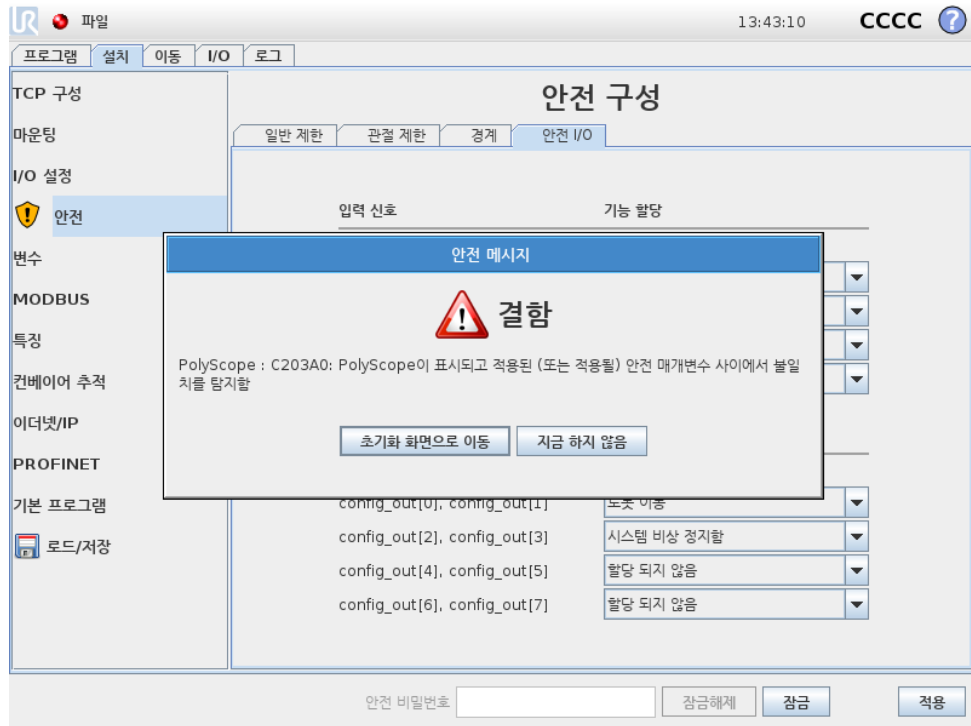 UR 파일 13:43:10 CCCC ?
프로그램 설치 이동 I/O 로그
TCP 구성
마운팅
I/O 설정
안전
변수
MODBUS
특징
컨베이어 추적
이더넷/IP
PROFINET
기본 프로그램
로드/저장
안전 구성
일반 제한 관절 제한 경계 안전 I/O
입력 신호 기능 할당
안전 메시지
결함
PolyScope : C203A0: PolyScope이 표시되고 적용된 (또는 적용될) 안전 매개변수 사이에서 불일
치를 탐지함
초기화 화면으로 이동 지금 하지 않음
config_out[0], config_out[1] 로봇 이동
config_out[2], config_out[3] 시스템 비상 정지함
config_out[4], config_out[5] 할당 되지 않음
config_out[6], config_out[7] 할당 되지 않음
안전 비밀번호 잠금해제 잠금 적용